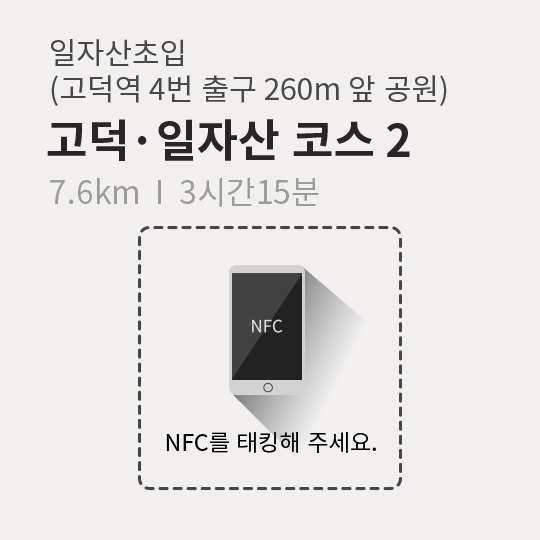 일자산초입
(고덕역 4번 출구 260m 앞 공원)
고덕·일자산 코스 2
7.6km ㅣ 3시간15분
NFC
NFC를 태킹해 주세요.